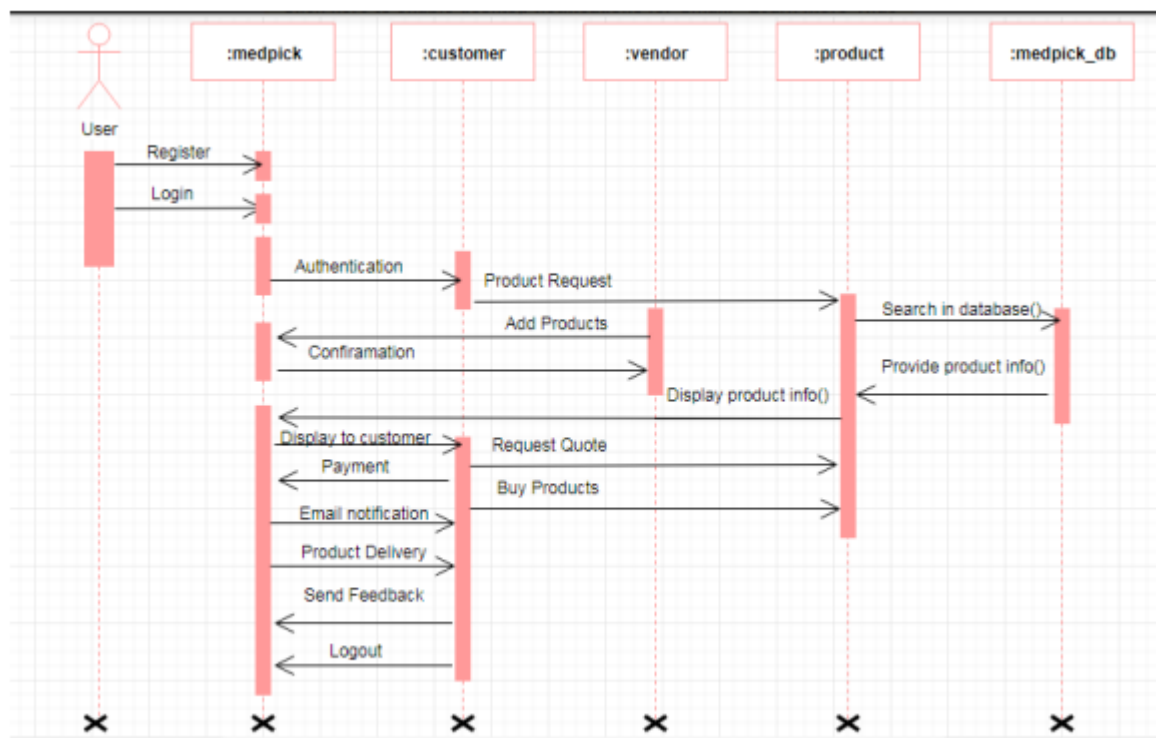 :medpick
:customer
:vendor
:product
:medpick_db
User
Register
Login
Authentication
Product Request
Search in database()
Add Products
Confiramation
Provide product info()
Display product info()
Display to customer
Request Quote
Payment
Buy Products
Email notification
Product Delivery
Send Feedback
Logout